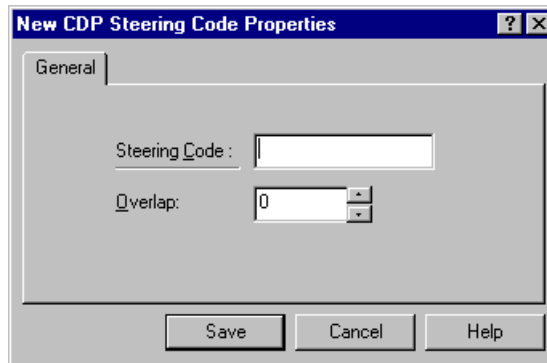 New CDP Steering Code Properties
General
Steering Code :
Overlap: 0
Save Cancel Help